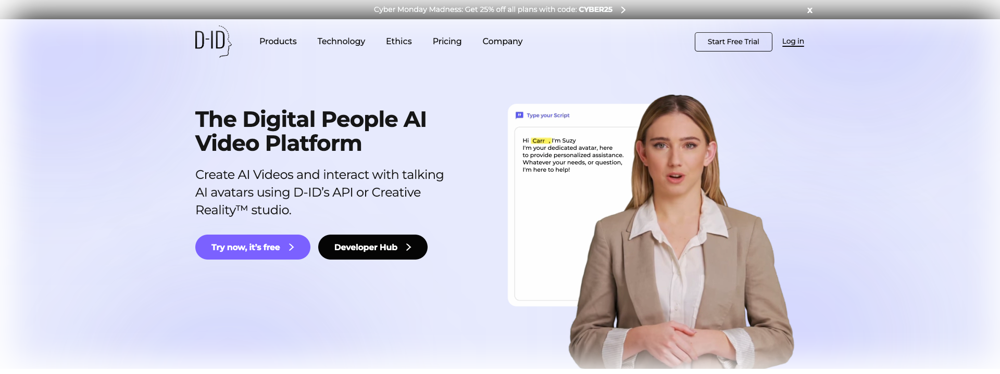 Cyber Monday Madness: Get 25% off all plans with code: CYBER25
X
D-ID
Products Technology Ethics Pricing Company
Start Free Trial Log in
The Digital People AI
Video Platform
Create AI Videos and interact with talking
AI avatars using D-ID’s API or Creative
Reality™ studio.
Try now, it’s free
Developer Hub
Type your Script
Hi Carr , I'm Suzy
I'm your dedicated avatar, here
to provide personalized assistance.
Whatever your needs, or question,
I'm here to help!